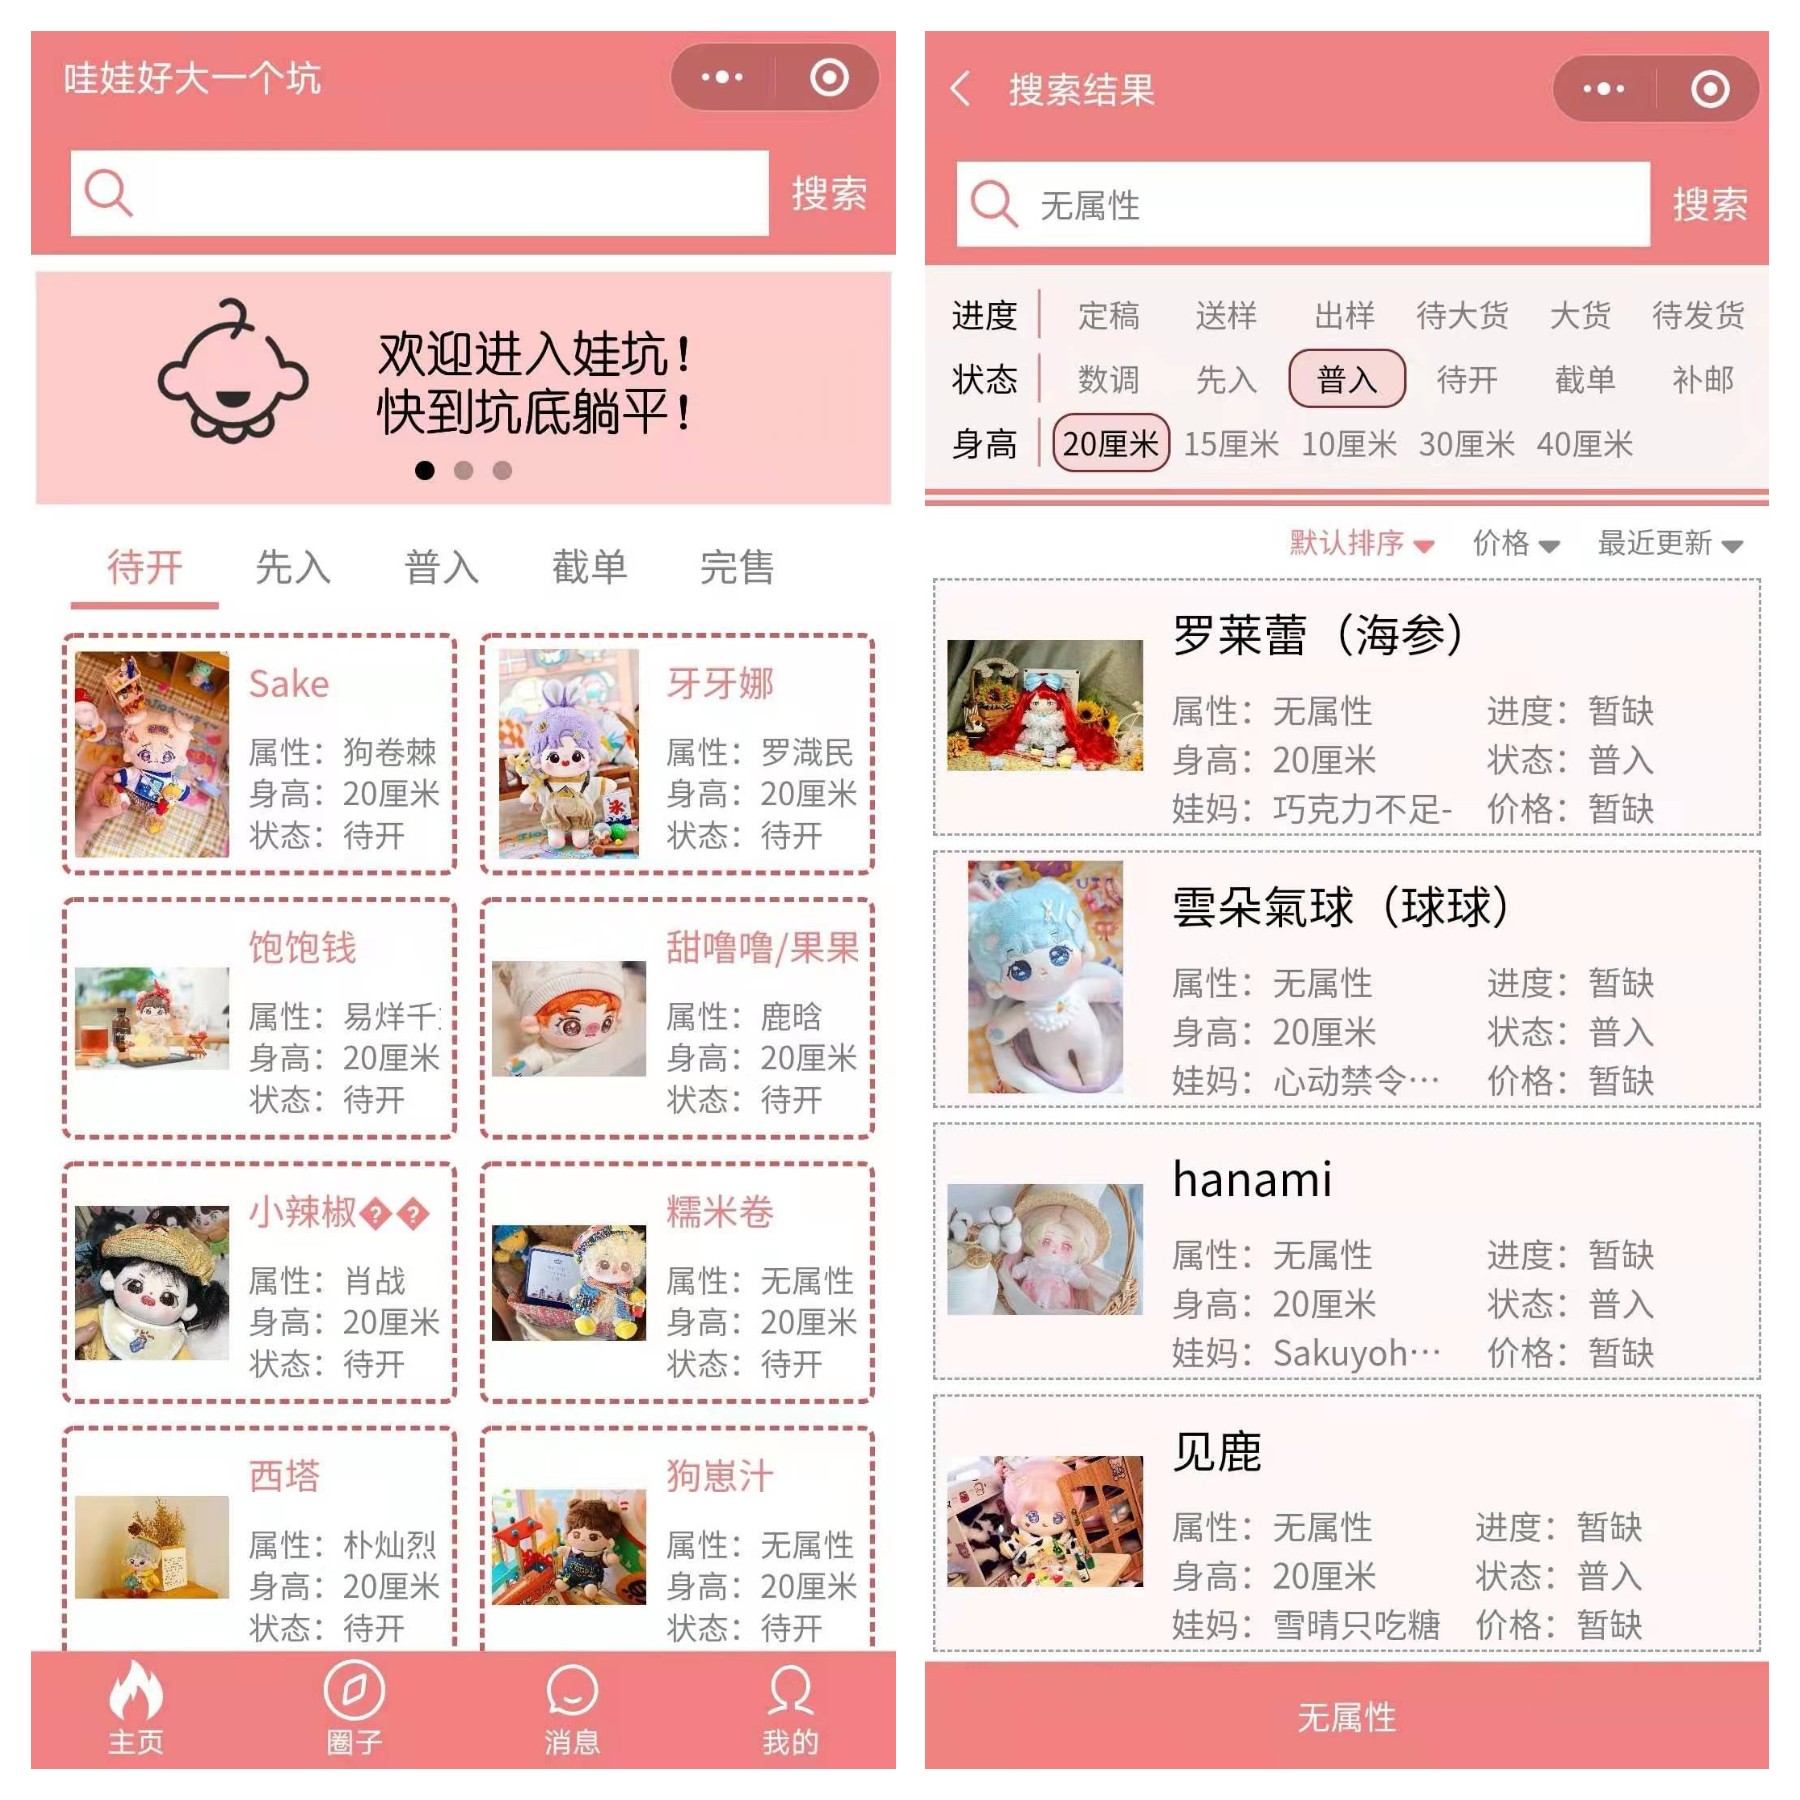 哇娃好大一个坑
搜索
欢迎进入娃坑！
快到坑底躺平！
待开 先入 普入 截单 完售
Sake
属性：狗卷棘
身高：20厘米
状态：待开
牙牙娜
属性：罗渽民
身高：20厘米
状态：待开
饱饱钱
属性：易烊千
身高：20厘米
状态：待开
甜噜噜/果果
属性：鹿晗
身高：20厘米
状态：待开
小辣椒��
属性：肖战
身高：20厘米
状态：待开
糯米卷
属性：无属性
身高：20厘米
状态：待开
西塔
属性：朴灿烈
身高：20厘米
状态：待开
狗崽汁
属性：无属性
身高：20厘米
状态：待开
主页 圈子 消息 我的
搜索结果
无属性 搜索
进度 定稿 送样 出样 待大货 大货 待发货
状态 数调 先入 普入 待开 截单 补邮
身高 20厘米 15厘米 10厘米 30厘米 40厘米
默认排序 价格 最近更新
罗莱蕾（海参）
属性：无属性 进度：暂缺
身高：20厘米 状态：普入
娃妈：巧克力不足- 价格：暂缺
雲朵氣球（球球）
属性：无属性 进度：暂缺
身高：20厘米 状态：普入
娃妈：心动禁令… 价格：暂缺
hanami
属性：无属性 进度：暂缺
身高：20厘米 状态：普入
娃妈：Sakuyoh… 价格：暂缺
见鹿
属性：无属性 进度：暂缺
身高：20厘米 状态：普入
娃妈：雪晴只吃糖 价格：暂缺
无属性